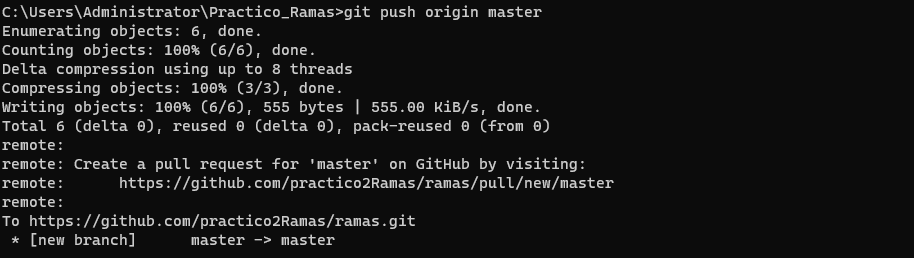 C:\Users\Administrator\Practico_Ramas>git push origin master
Enumerating objects: 6, done.
Counting objects: 100% (6/6), done.
Delta compression using up to 8 threads
Compressing objects: 100% (3/3), done.
Writing objects: 100% (6/6), 555 bytes | 555.00 KiB/s, done.
Total 6 (delta 0), reused 0 (delta 0), pack-reused 0 (from 0)
remote:
remote: Create a pull request for 'master' on GitHub by visiting:
remote:      https://github.com/practico2Ramas/ramas/pull/new/master
remote:
To https://github.com/practico2Ramas/ramas.git
 * [new branch]      master -> master